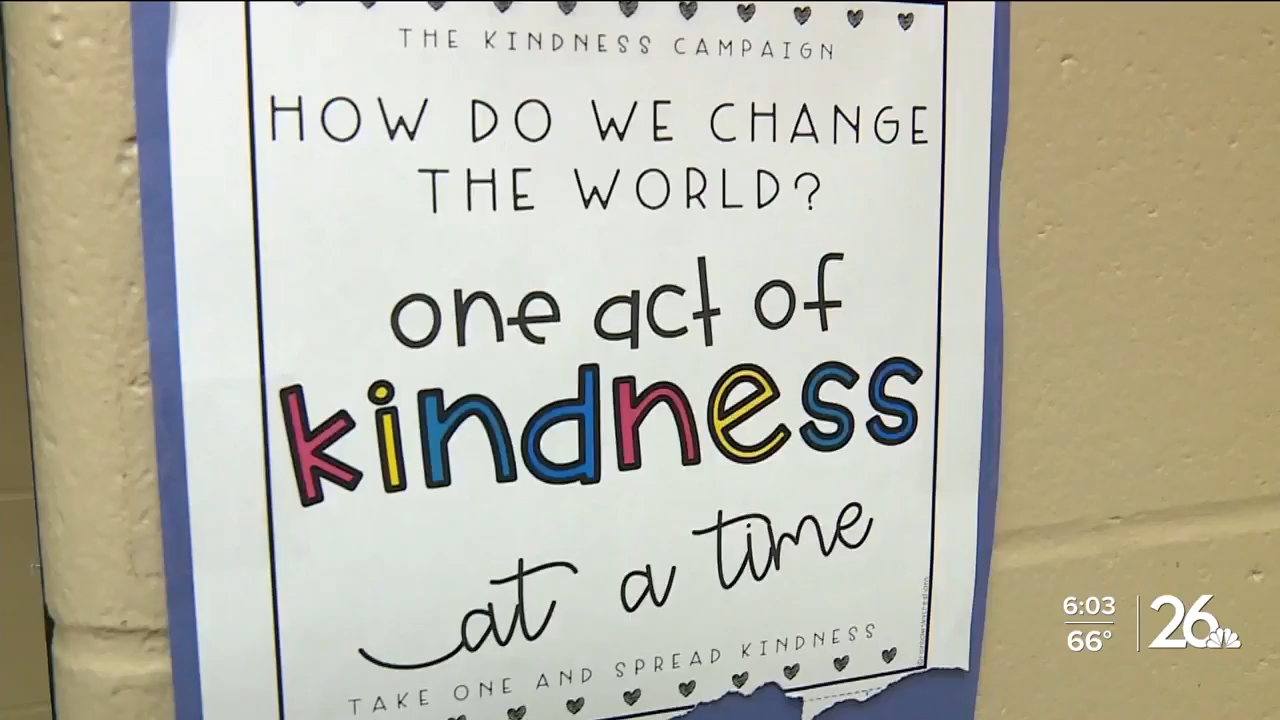 THE KINDNESS CAMPAIGN
HOW DO WE CHANGE
THE WORLD?
one act of
kindness
at a time
TAKE ONE AND SPREAD KINDNESS
6:03
66°
26